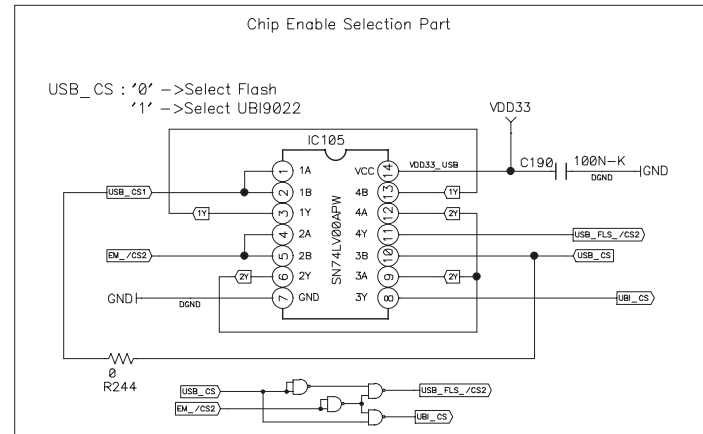 Chip Enable Selection Part
USB_CS : '0' ->Select Flash
'1' ->Select UBI9022
VDD33
IC105
1 1A VCC 14 VDD33_USB C190 100N-K GND
DGND
USB_CS1 2 1B 4B 13 1Y
1Y 3 1Y 4A 12 2Y
4 2A 4Y 11 USB_FLS_/CS2
EM_/CS2 5 2B 3B 10 USB_CS
2Y 6 2Y 3A 9 2Y
GND DGND 7 GND 3Y 8 UBI_CS
SN74LV00APW
0
R244
USB_CS USB_FLS_/CS2
EM_/CS2 UBI_CS